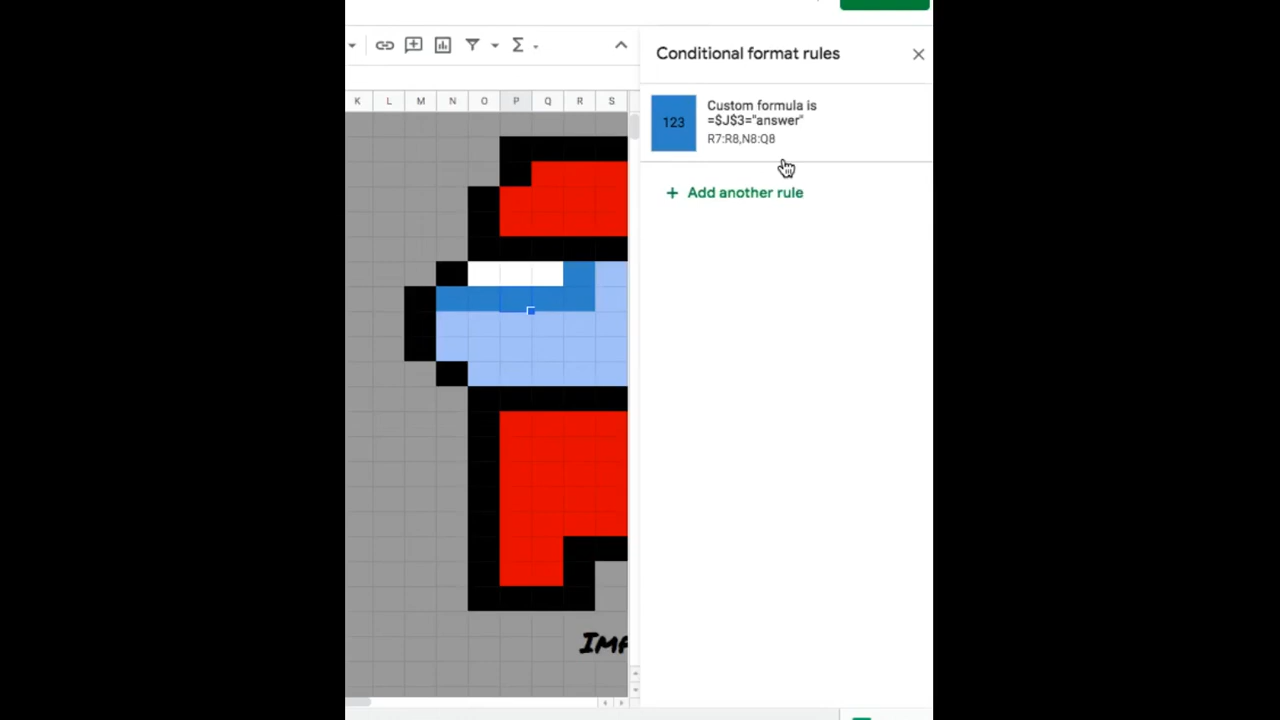 Conditional format rules
K L M N O P Q R S
123
Custom formula is
=$J$3="answer"
R7:R8,N8:Q8
+ Add another rule